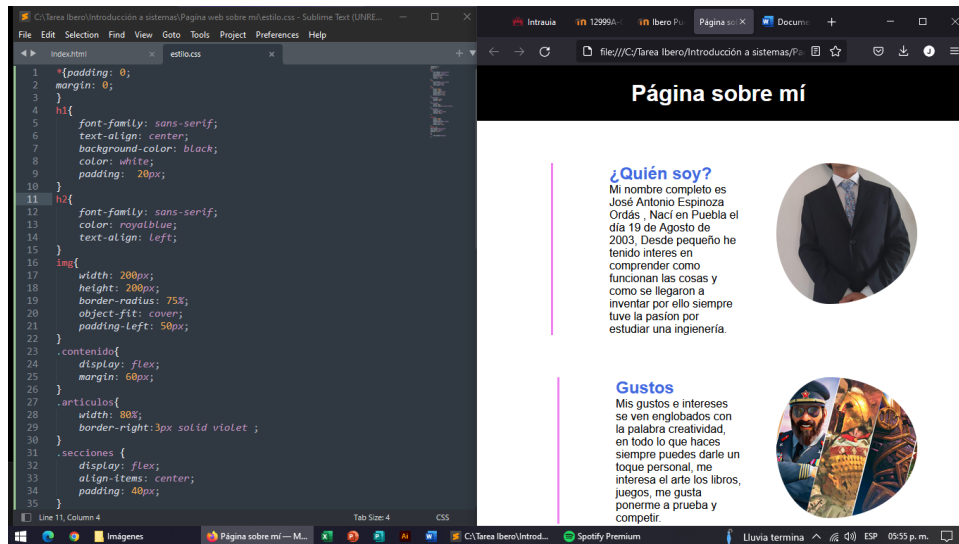 C:\Tarea Ibero\Introducción a sistemas\Pagina web sobre mi\estilo.css - Sublime Text (UNRE...
File Edit Selection Find View Goto Tools Project Preferences Help
Index.html × estilo.css ×
1 *{padding: 0;
2 margin: 0;
3 }
4 h1{
5 font-family: sans-serif;
6 text-align: center;
7 background-color: black;
8 color: white;
9 padding: 20px;
10 }
11 h2{
12 font-family: sans-serif;
13 color: royalblue;
14 text-align: left;
15 }
16 img{
17 width: 200px;
18 height: 200px;
19 border-radius: 75%;
20 object-fit: cover;
21 padding-left: 50px;
22 }
23 .contenido{
24 display: flex;
25 margin: 60px;
26 }
27 .articulos{
28 width: 80%;
29 border-right:3px solid violet ;
30 }
31 .secciones {
32 display: flex;
33 align-items: center;
34 padding: 40px;
35 }
Line 11, Column 4 Tab Size: 4 CSS
Intrauia 12999A- Ibero Pu Página so × Docume +
file:///C:/Tarea Ibero/Introducción a sistemas/Pa
Página sobre mí
¿Quién soy?
Mi nombre completo es
José Antonio Espinoza
Ordás , Nací en Puebla el
día 19 de Agosto de
2003, Desde pequeño he
tenido interes en
comprender como
funcionan las cosas y
como se llegaron a
inventar por ello siempre
tuve la pasíon por
estudiar una ingienería.
Gustos
Mis gustos e intereses
se ven englobados con
la palabra creatividad,
en todo lo que haces
siempre puedes darle un
toque personal, me
interesa el arte los libros,
juegos, me gusta
ponerme a prueba y
competir.
Imágenes Página sobre mí — M... C:\Tarea Ibero\Introd... Spotify Premium Lluvia termina ESP 05:55 p. m.